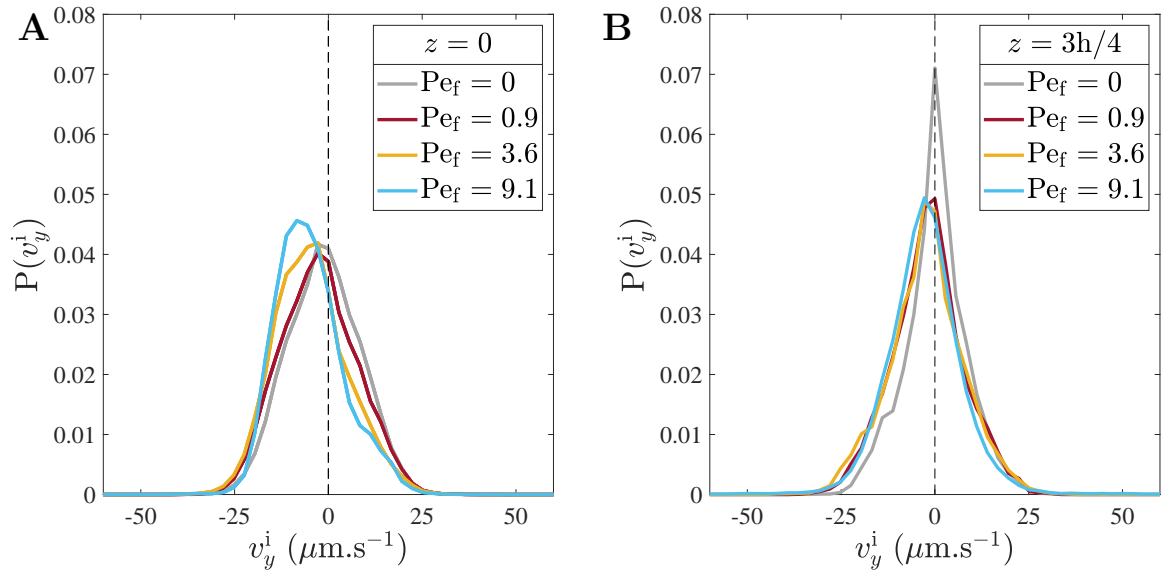 A
z = 0
Pe_f = 0
Pe_f = 0.9
Pe_f = 3.6
Pe_f = 9.1
0.08
0.07
0.06
0.05
0.04
0.03
0.02
0.01
0
P(v_y^i)
-50
-25
0
25
50
v_y^i (μm.s⁻¹)
B
z = 3h/4
Pe_f = 0
Pe_f = 0.9
Pe_f = 3.6
Pe_f = 9.1
0.08
0.07
0.06
0.05
0.04
0.03
0.02
0.01
0
P(v_y^i)
-50
-25
0
25
50
v_y^i (μm.s⁻¹)